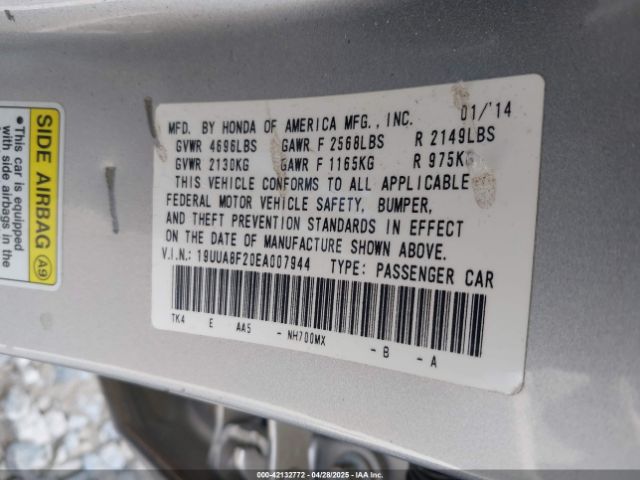 SIDE AIRBAG A9
•This car is equipped
with side airbags in the
01/'14
MFD. BY HONDA OF AMERICA MFG., INC.
GVWR 4696LBS GAWR F 2568LBS R 2149LBS
GVWR 2130KG GAWR F 1165KG R 975KG
THIS VEHICLE CONFORMS TO ALL APPLICABLE
FEDERAL MOTOR VEHICLE SAFETY, BUMPER,
AND THEFT PREVENTION STANDARDS IN EFFECT
ON THE DATE OF MANUFACTURE SHOWN ABOVE.
V.I.N.: 19UUA8F20EA007944 TYPE: PASSENGER CAR
TK4 E AA5 - NH700MX - B - A
000-42132772 - 04/28/2025 - IAAI Inc.